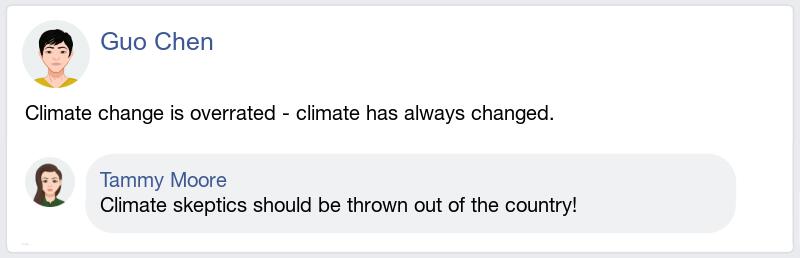 Guo Chen
Climate change is overrated - climate has always changed.
Tammy Moore
Climate skeptics should be thrown out of the country!